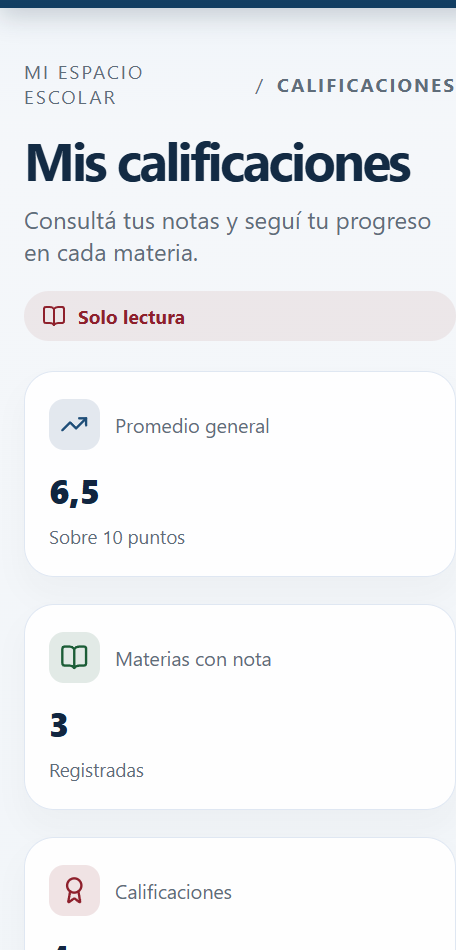 MI ESPACIO
ESCOLAR
/ CALIFICACIONES
Mis calificaciones
Consultá tus notas y seguí tu progreso
en cada materia.
Solo lectura
Promedio general
6,5
Sobre 10 puntos
Materias con nota
3
Registradas
Calificaciones